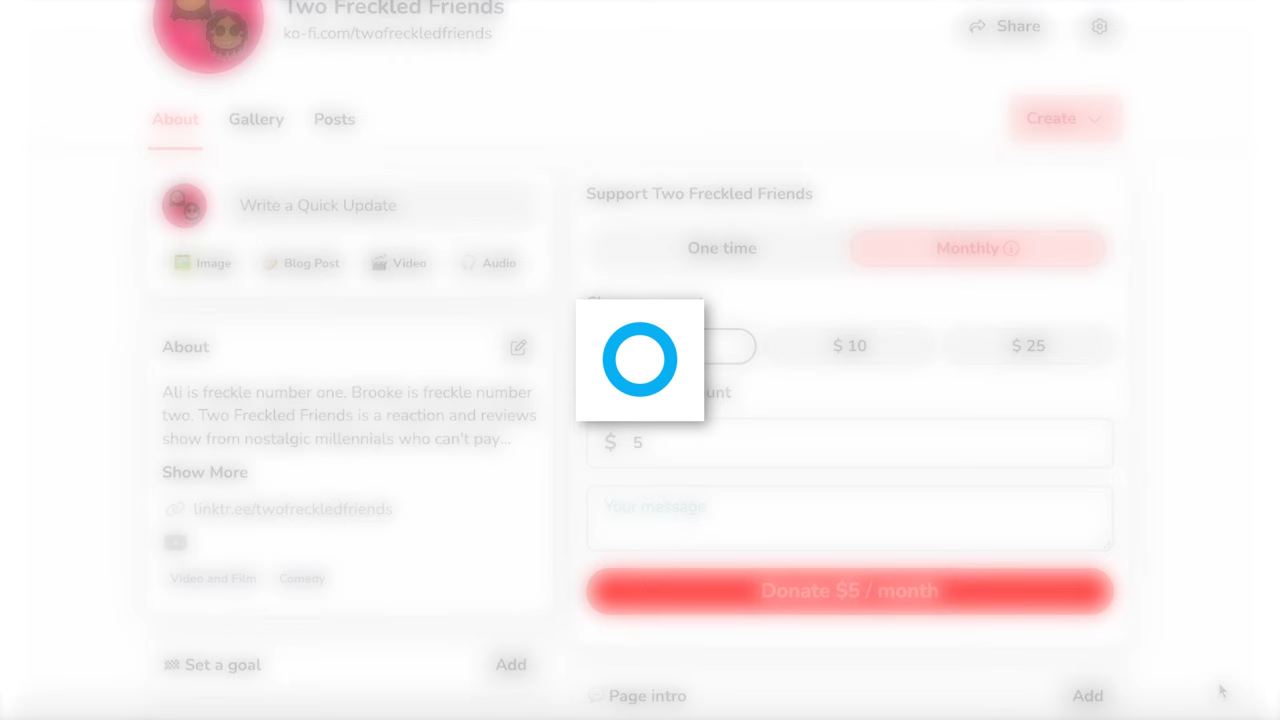 Two Freckled Friends
ko-fi.com/twofreckledfriends
Share
About Gallery Posts
Create
Write a Quick Update
Image Blog Post Video Audio
About
Ali is freckle number one. Brooke is freckle number
two. Two Freckled Friends is a reaction and reviews
show from nostalgic millennials who can't pay...
Show More
linktr.ee/twofreckledfriends
Video and Film Comedy
Set a goal Add
Support Two Freckled Friends
One time Monthly
$ 10 $ 25
$ 5
Your message
Donate $5 / month
Page intro Add